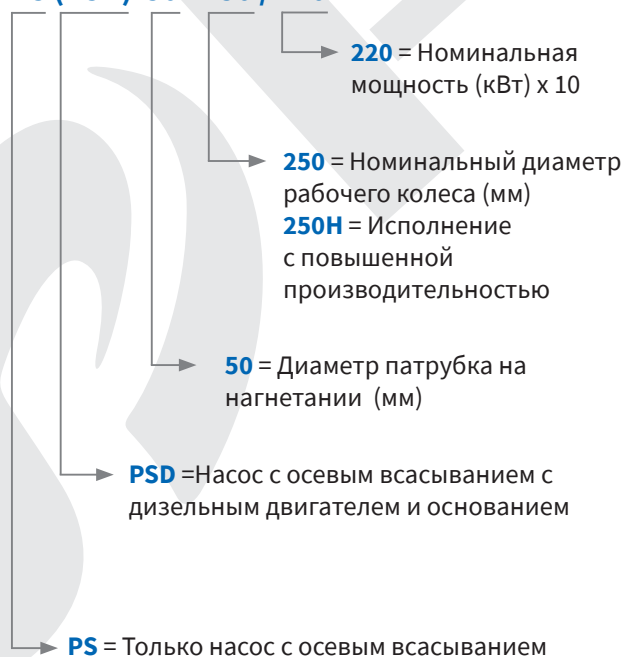 220 = Номинальная
мощность (кВт) x 10
250 = Номинальный диаметр
рабочего колеса (мм)
250H = Исполнение
с повышенной
производительностью
50 = Диаметр патрубка на
нагнетании (мм)
PSD =Насос с осевым всасыванием с
дизельным двигателем и основанием
PS = Только насос с осевым всасыванием